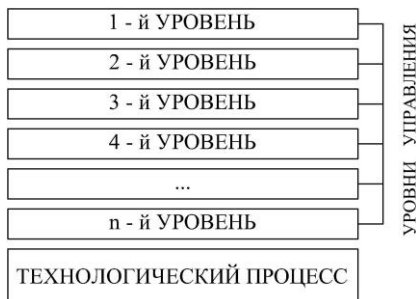 1 - й УРОВЕНЬ
2 - й УРОВЕНЬ
3 - й УРОВЕНЬ
4 - й УРОВЕНЬ
...
n - й УРОВЕНЬ
ТЕХНОЛОГИЧЕСКИЙ ПРОЦЕСС
УРОВНИ УПРАВЛЕНИЯ